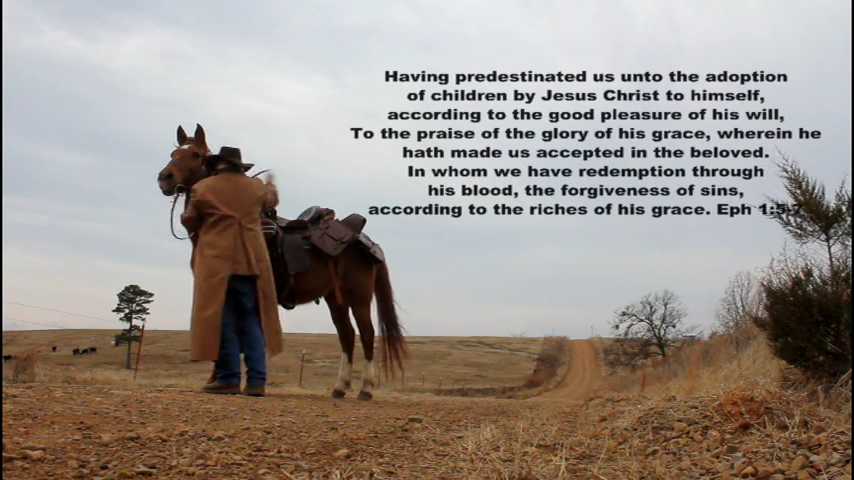 Having predestinated us unto the adoption
of children by Jesus Christ to himself,
according to the good pleasure of his will,
To the praise of the glory of his grace, wherein he
hath made us accepted in the beloved.
In whom we have redemption through
his blood, the forgiveness of sins,
according to the riches of his grace. Eph 1:5-7